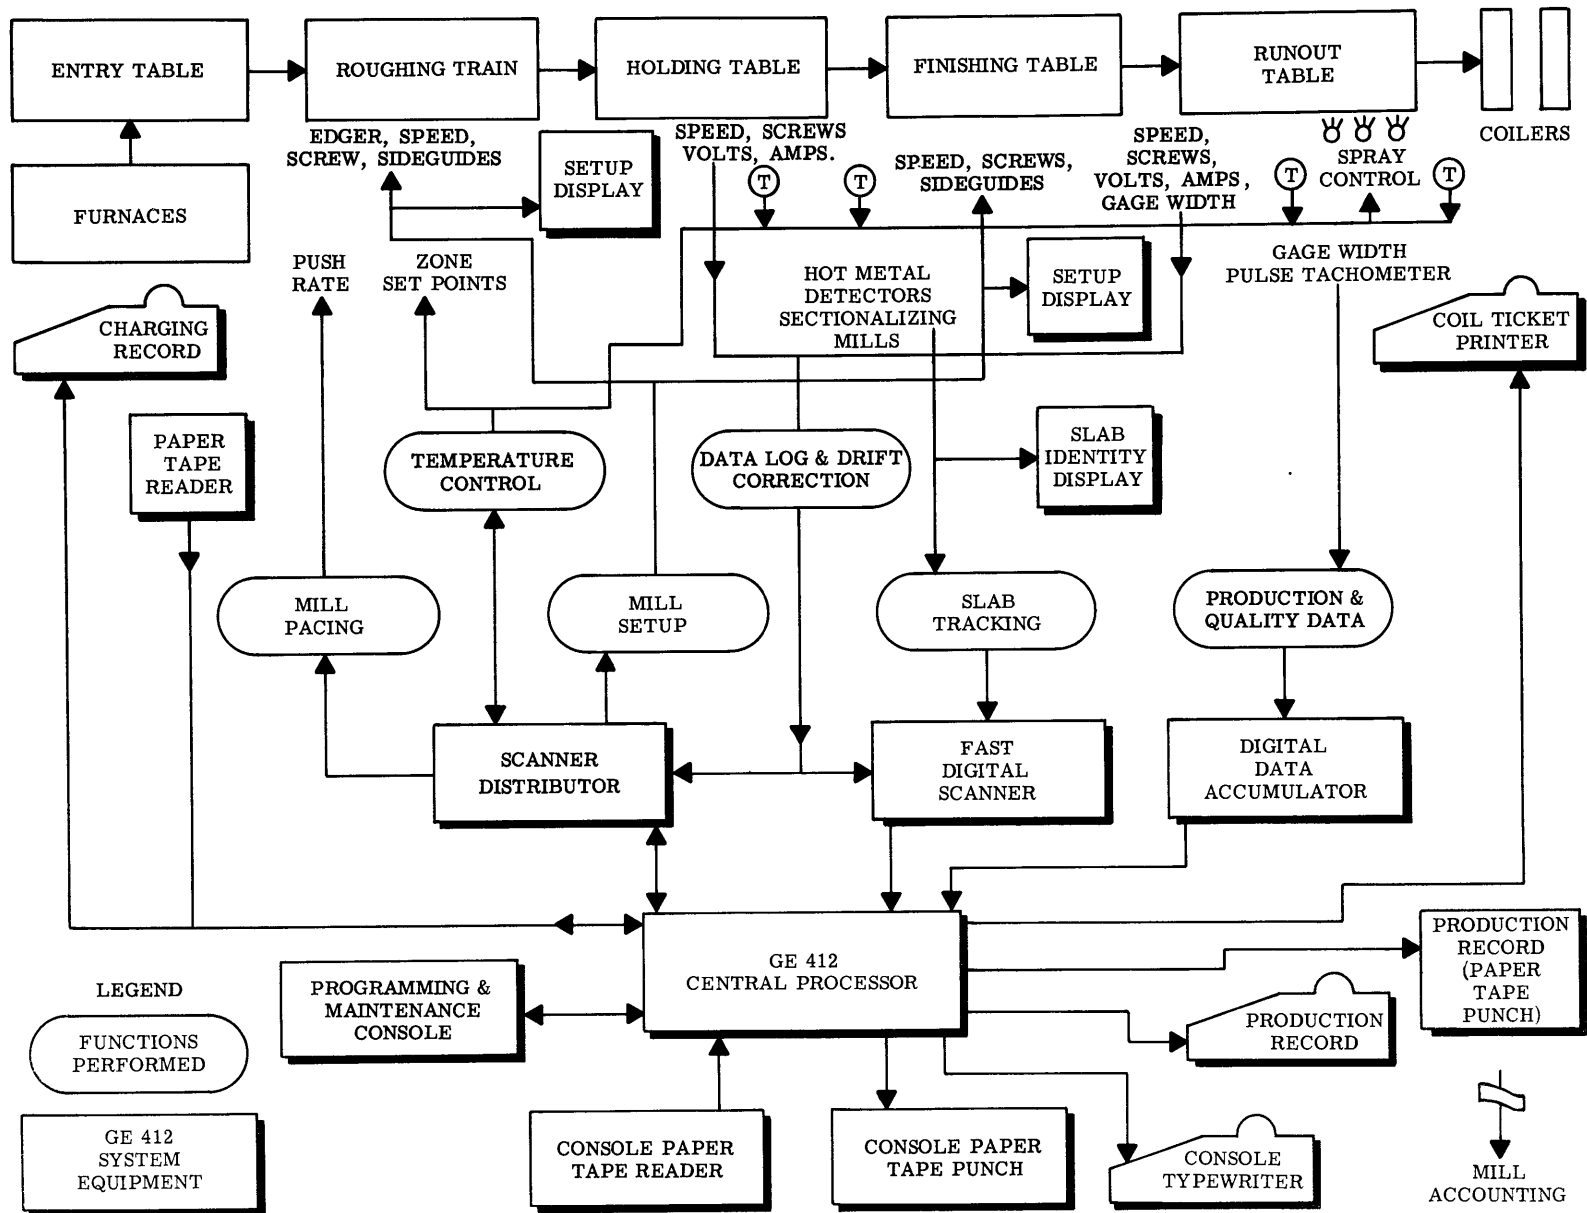 ENTRY TABLE
ROUGHING TRAIN
HOLDING TABLE
FINISHING TABLE
RUNOUT
TABLE
COILERS
FURNACES
EDGER, SPEED,
SCREW, SIDEGUIDES
SETUP
DISPLAY
SPEED, SCREWS
VOLTS, AMPS.
T
T
SPEED, SCREWS,
SIDEGUIDES
SPEED,
SCREWS,
VOLTS, AMPS,
GAGE WIDTH
T
SPRAY
CONTROL
T
PUSH
RATE
ZONE
SET POINTS
HOT METAL
DETECTORS
SECTIONALIZING
MILLS
SETUP
DISPLAY
GAGE WIDTH
PULSE TACHOMETER
CHARGING
RECORD
COIL TICKET
PRINTER
PAPER
TAPE
READER
TEMPERATURE
CONTROL
DATA LOG & DRIFT
CORRECTION
SLAB
IDENTITY
DISPLAY
MILL
PACING
MILL
SETUP
SLAB
TRACKING
PRODUCTION &
QUALITY DATA
SCANNER
DISTRIBUTOR
FAST
DIGITAL
SCANNER
DIGITAL
DATA
ACCUMULATOR
GE 412
CENTRAL PROCESSOR
PRODUCTION
RECORD
(PAPER
TAPE
PUNCH)
PROGRAMMING &
MAINTENANCE
CONSOLE
PRODUCTION
RECORD
LEGEND
FUNCTIONS
PERFORMED
GE 412
SYSTEM
EQUIPMENT
CONSOLE PAPER
TAPE READER
CONSOLE PAPER
TAPE PUNCH
CONSOLE
TYPEWRITER
MILL
ACCOUNTING